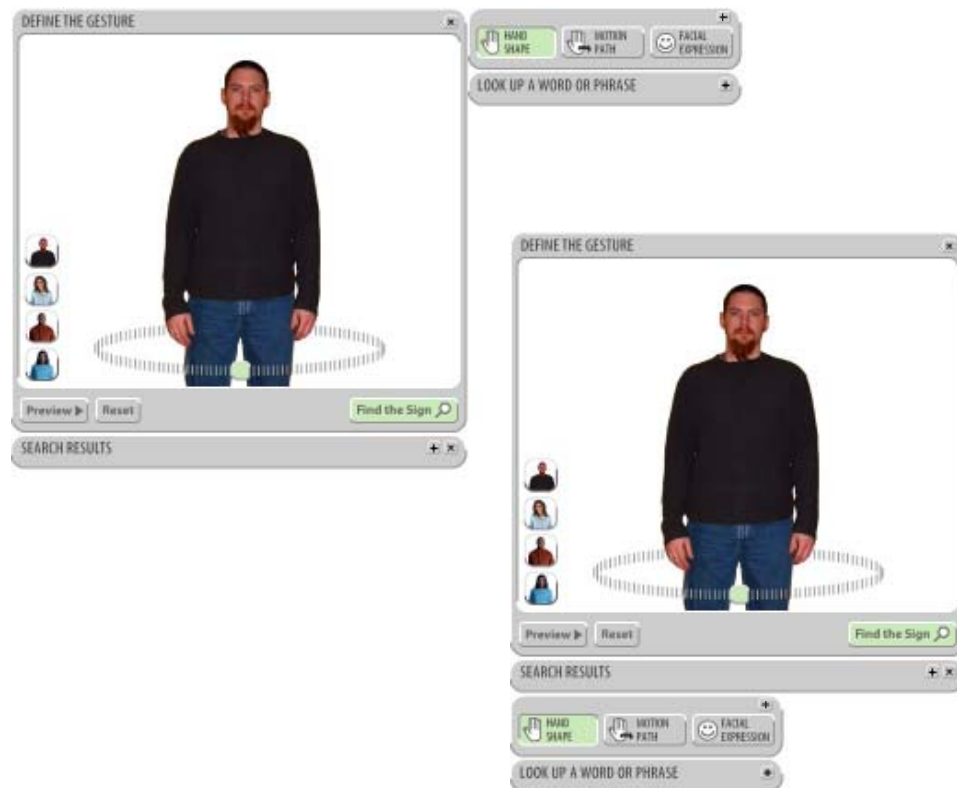 DEFINE THE GESTURE
HAND
SHAPE
MOTION
PATH
FACIAL
EXPRESSION
LOOK UP A WORD OR PHRASE
Preview
Reset
Find the Sign
SEARCH RESULTS
DEFINE THE GESTURE
Preview
Reset
Find the Sign
SEARCH RESULTS
HAND
SHAPE
MOTION
PATH
FACIAL
EXPRESSION
LOOK UP A WORD OR PHRASE